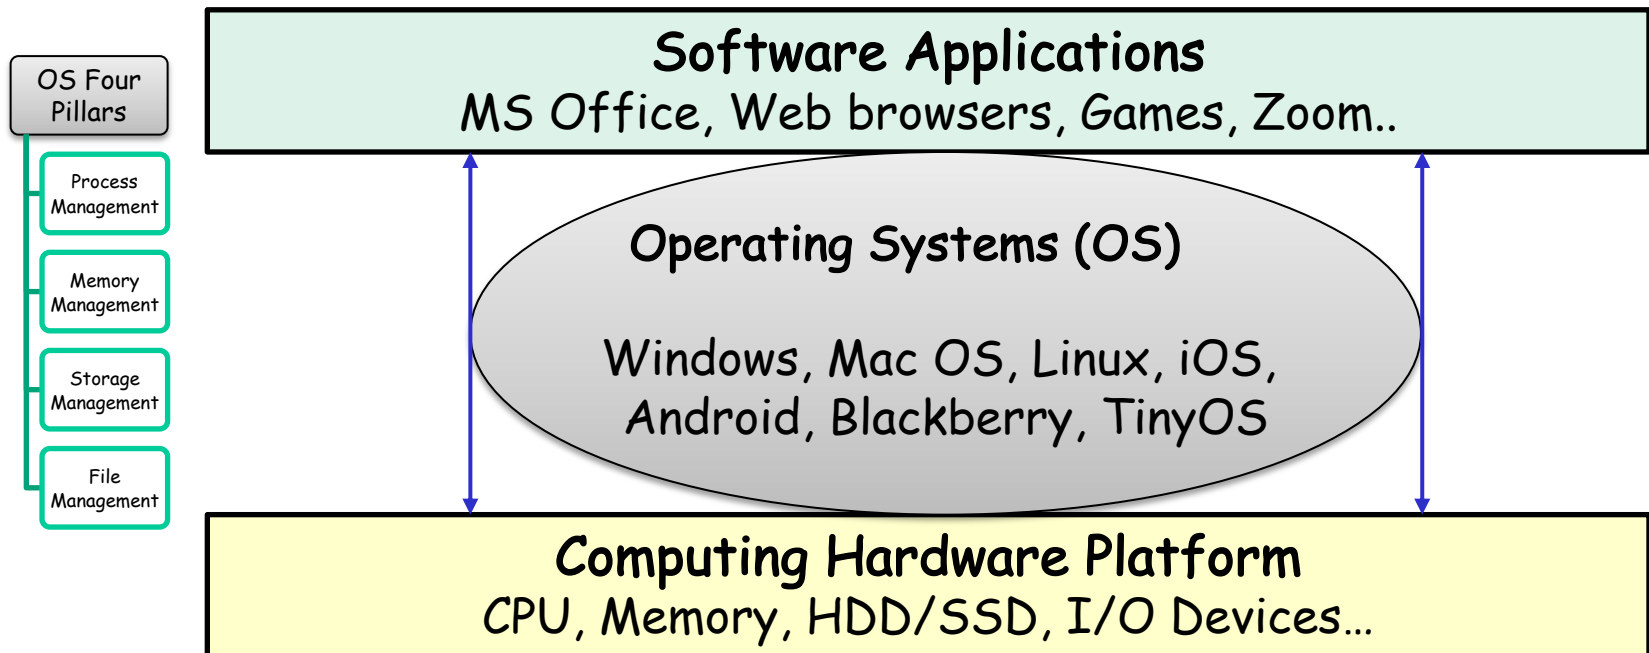 OS Four
Pillars
Process
Management
Memory
Management
Storage
Management
File
Management
Software Applications
MS Office, Web browsers, Games, Zoom..
Operating Systems (OS)
Windows, Mac OS, Linux, iOS,
Android, Blackberry, TinyOS
Computing Hardware Platform
CPU, Memory, HDD/SSD, I/O Devices...